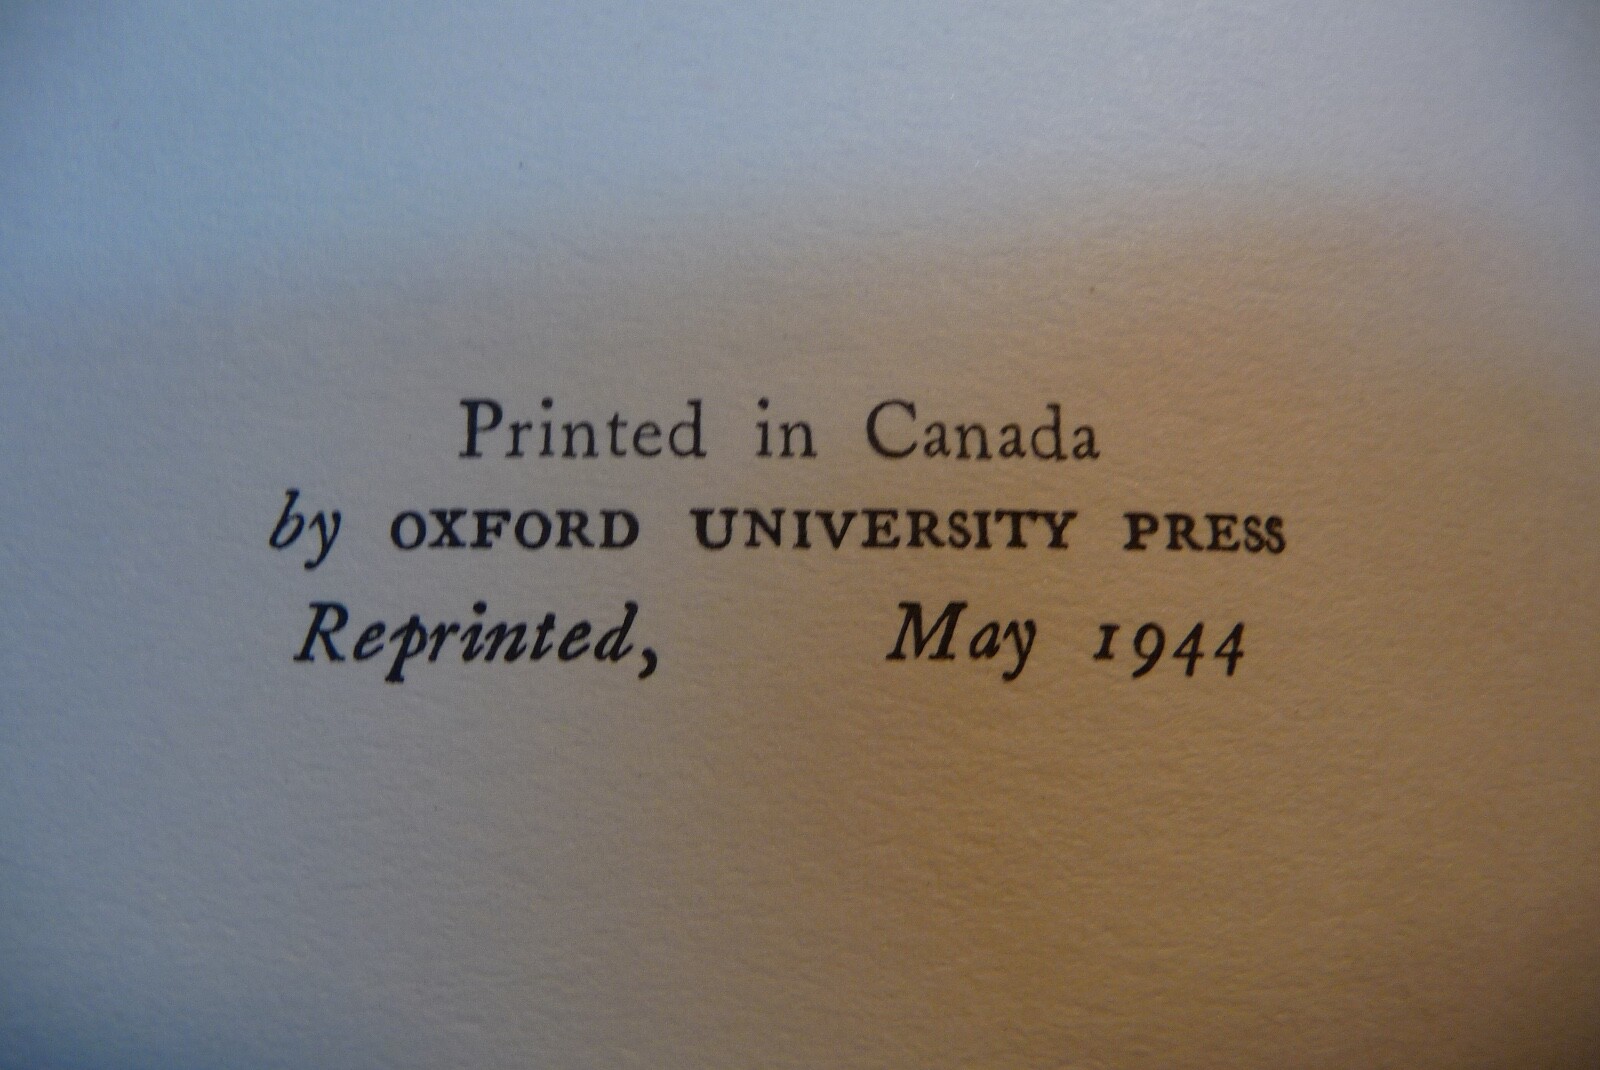 Printed in Canada
by OXFORD UNIVERSITY PRESS
Reprinted, May 1944